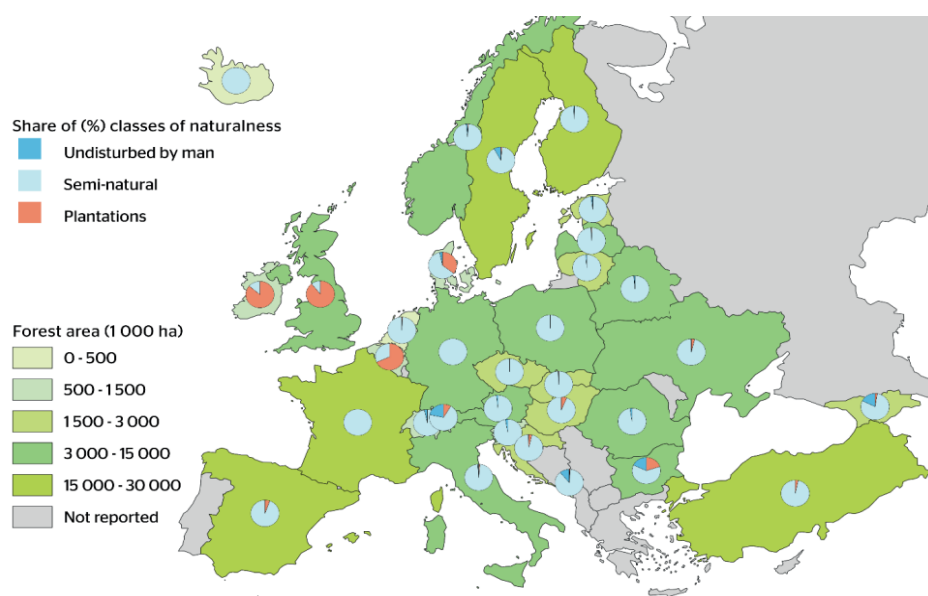 Share of (%) classes of naturalness
Undisturbed by man
Semi-natural
Plantations
Forest area (1 000 ha)
0 - 500
500 - 1 500
1 500 - 3 000
3 000 - 15 000
15 000 - 30 000
Not reported